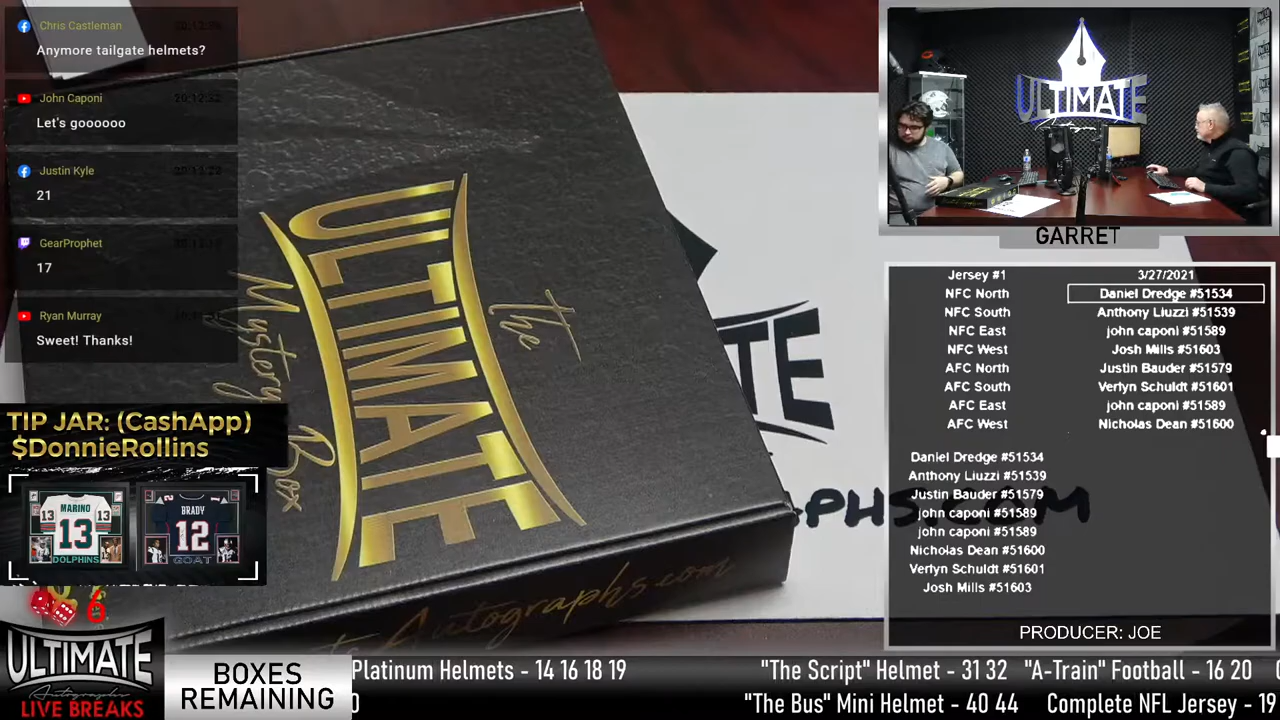 Chris Castleman
Anymore tailgate helmets?
John Caponi
Let's goooooo
Justin Kyle
21
GearProphet
17
Ryan Murray
Sweet! Thanks!
TIP JAR: (CashApp)
$DonnieRollins
MARINO
13 13 13
DOLPHINS
BRADY
12
GOAT
6
ULTIMATE
Autographs
LIVE BREAKS
BOXES
REMAINING
the
ULTIMATE
Mystery Box
Autographs.com
ULTIMATE
GARRET
Jersey #1 3/27/2021
NFC North Daniel Dredge #51534
NFC South Anthony Liuzzi #51539
NFC East john caponi #51589
NFC West Josh Mills #51603
AFC North Justin Bauder #51579
AFC South Verlyn Schuldt #51601
AFC East john caponi #51589
AFC West Nicholas Dean #51600
Daniel Dredge #51534
Anthony Liuzzi #51539
Justin Bauder #51579
john caponi #51589
john caponi #51589
Nicholas Dean #51600
Verlyn Schuldt #51601
Josh Mills #51603
PRODUCER: JOE
Platinum Helmets - 14 16 18 19 "The Script" Helmet - 31 32 "A-Train" Football - 16 20
0 "The Bus" Mini Helmet - 40 44 Complete NFL Jersey - 19